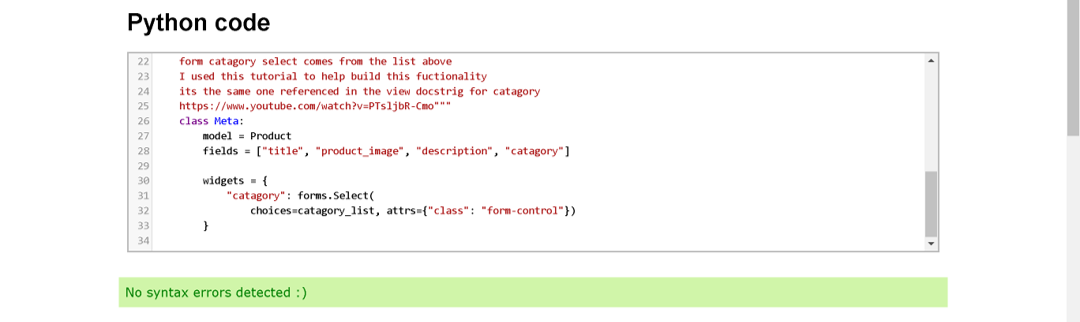 Python code
22 form catagory select comes from the list above
23 I used this tutorial to help build this fuctionality
24 its the same one referenced in the view docstrig for catagory
25 https://www.youtube.com/watch?v=PTsljbR-Cmo"""
26 class Meta:
27 model = Product
28 fields = ["title", "product_image", "description", "catagory"]
29
30 widgets = {
31 "catagory": forms.Select(
32 choices=catagory_list, attrs={"class": "form-control"})
33 }
34
No syntax errors detected :)